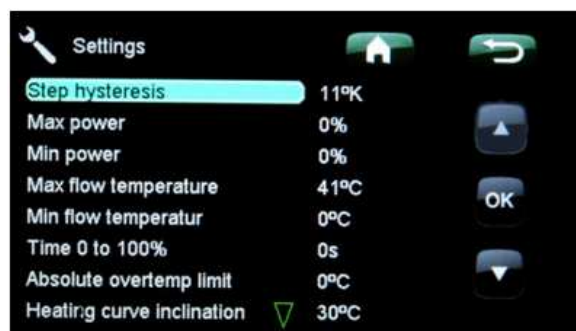 Settings
Step hysteresis 11ºK
Max power 0%
Min power 0%
Max flow temperature 41ºC
Min flow temperatur 0ºC
OK
Time 0 to 100% 0s
Absolute overtemp limit 0ºC
Heating curve inclination 30ºC